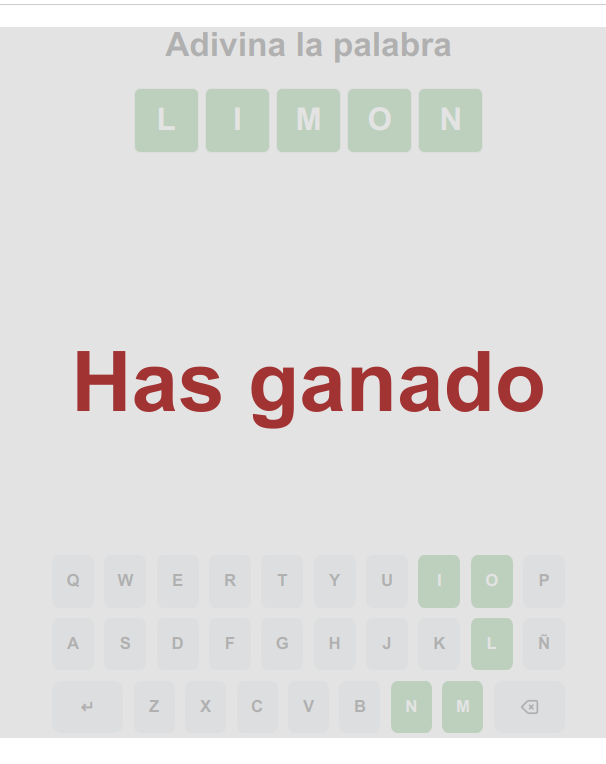 Adivina la palabra
L I M O N
Has ganado
Q W E R T Y U I O P
A S D F G H J K L Ñ
↵ Z X C V B N M ⌫